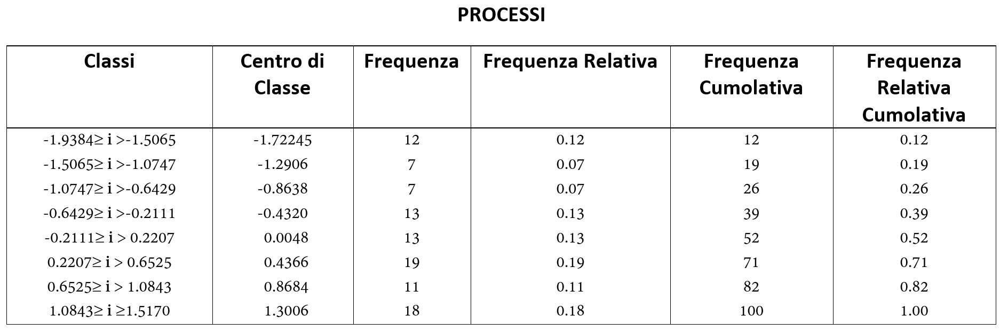 PROCESSI
Classi Centro di Classe Frequenza Frequenza Relativa Frequenza Cumolativa Frequenza Relativa Cumolativa
-1.9384≥ i >-1.5065 -1.72245 12 0.12 12 0.12
-1.5065≥ i >-1.0747 -1.2906 7 0.07 19 0.19
-1.0747≥ i >-0.6429 -0.8638 7 0.07 26 0.26
-0.6429≥ i >-0.2111 -0.4320 13 0.13 39 0.39
-0.2111≥ i > 0.2207 0.0048 13 0.13 52 0.52
0.2207≥ i > 0.6525 0.4366 19 0.19 71 0.71
0.6525≥ i > 1.0843 0.8684 11 0.11 82 0.82
1.0843≥ i ≥1.5170 1.3006 18 0.18 100 1.00